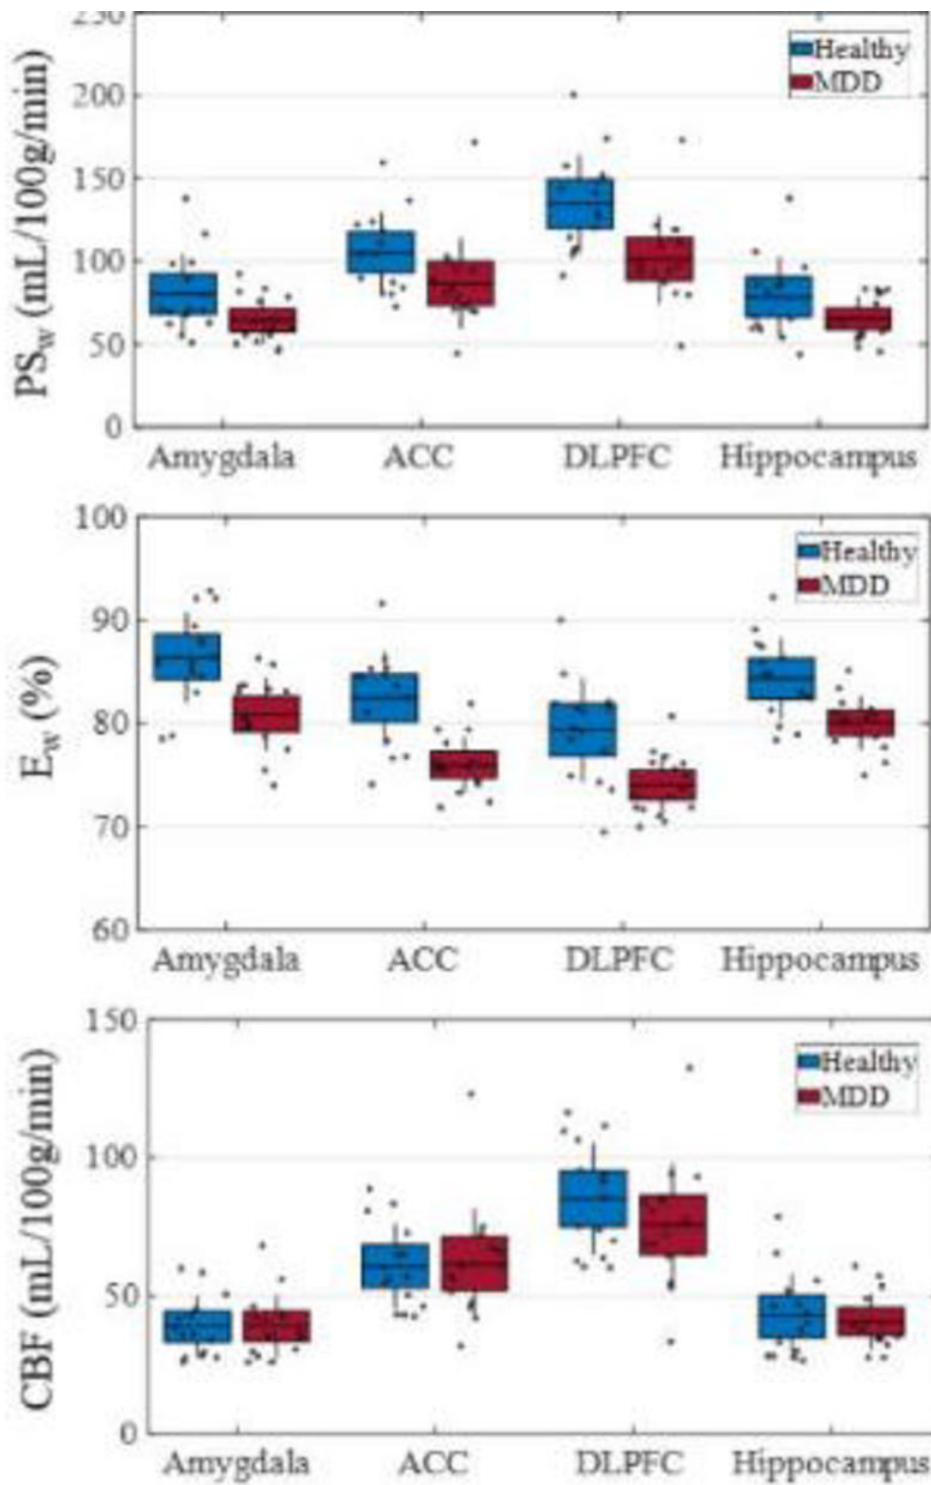 250
Healthy
MDD
200
150
100
50
0
PSw (mL/100g/min)
Amygdala ACC DLPFC Hippocampus
100
Healthy
MDD
90
80
70
60
Ew (%)
Amygdala ACC DLPFC Hippocampus
150
Healthy
MDD
100
50
0
CBF (mL/100g/min)
Amygdala ACC DLPFC Hippocampus